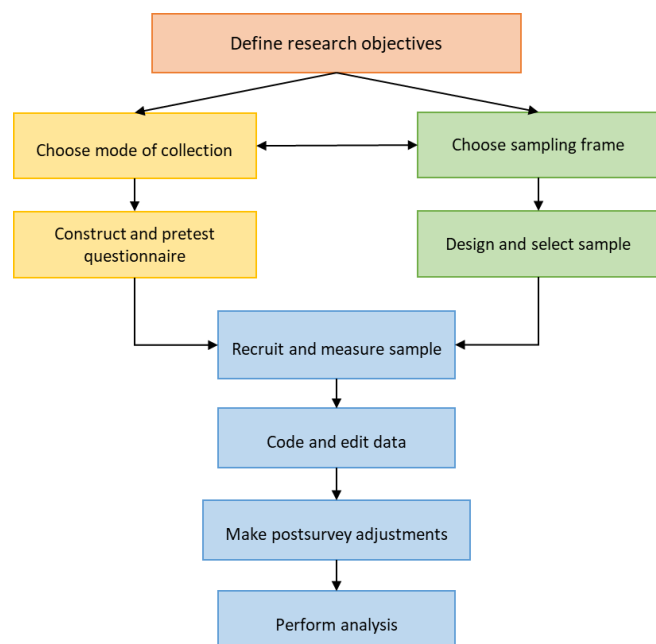 Define research objectives
Choose mode of collection
Choose sampling frame
Construct and pretest
questionnaire
Design and select sample
Recruit and measure sample
Code and edit data
Make postsurvey adjustments
Perform analysis